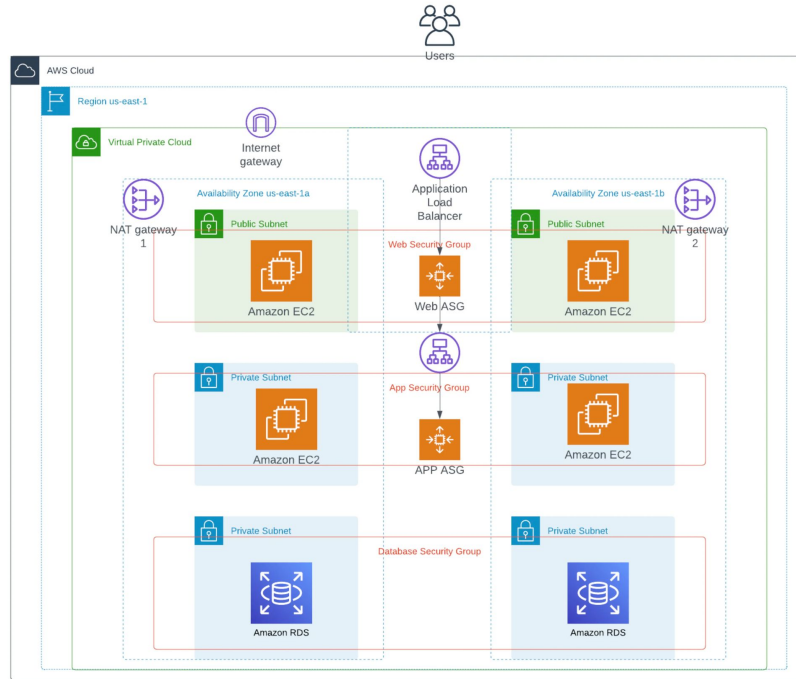 Users
AWS Cloud
Region us-east-1
Virtual Private Cloud
Internet
gateway
Application
Load
Balancer
Availability Zone us-east-1a
Availability Zone us-east-1b
NAT gateway
1
NAT gateway
2
Public Subnet
Public Subnet
Web Security Group
Amazon EC2
Web ASG
Amazon EC2
Private Subnet
Private Subnet
App Security Group
Amazon EC2
APP ASG
Amazon EC2
Private Subnet
Private Subnet
Database Security Group
Amazon RDS
Amazon RDS